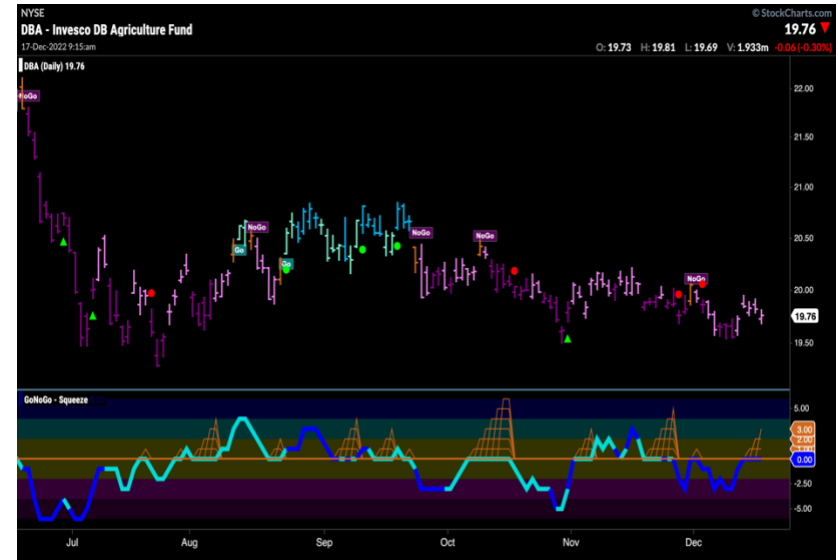 NYSE
© StockCharts.com
DBA - Invesco DB Agriculture Fund
19.76
17-Dec-2022 9:15am
O: 19.73 H: 19.81 L: 19.69 V: 1.933m -0.06 (-0.30%)
DBA (Daily) 19.76
22.00
NoGo
21.50
21.00
NoGo
NoGo
NoGo
20.50
Go
Go
NoGo
20.00
19.76
19.50
GoNoGo - Squeeze
5.00
3.00
2.00
0.00
-2.50
-5.00
Jul Aug Sep Oct Nov Dec